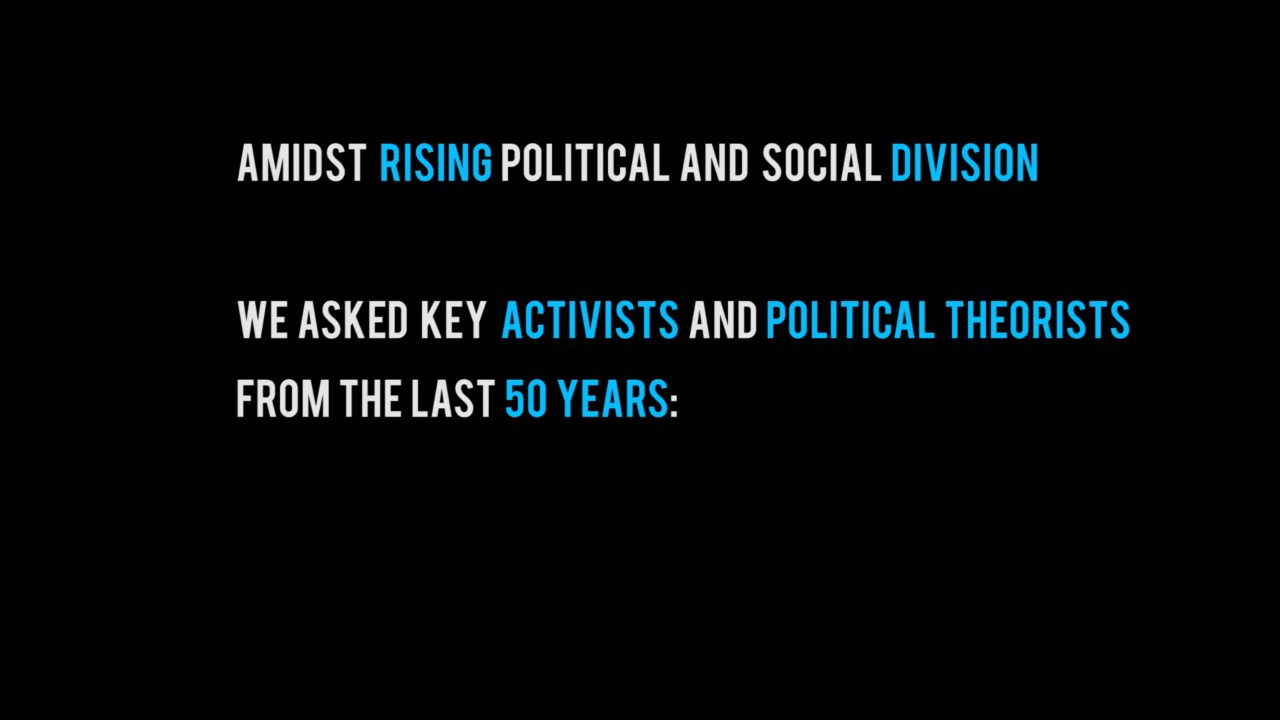 AMIDST RISING POLITICAL AND SOCIAL DIVISION
WE ASKED KEY ACTIVISTS AND POLITICAL THEORISTS
FROM THE LAST 50 YEARS: